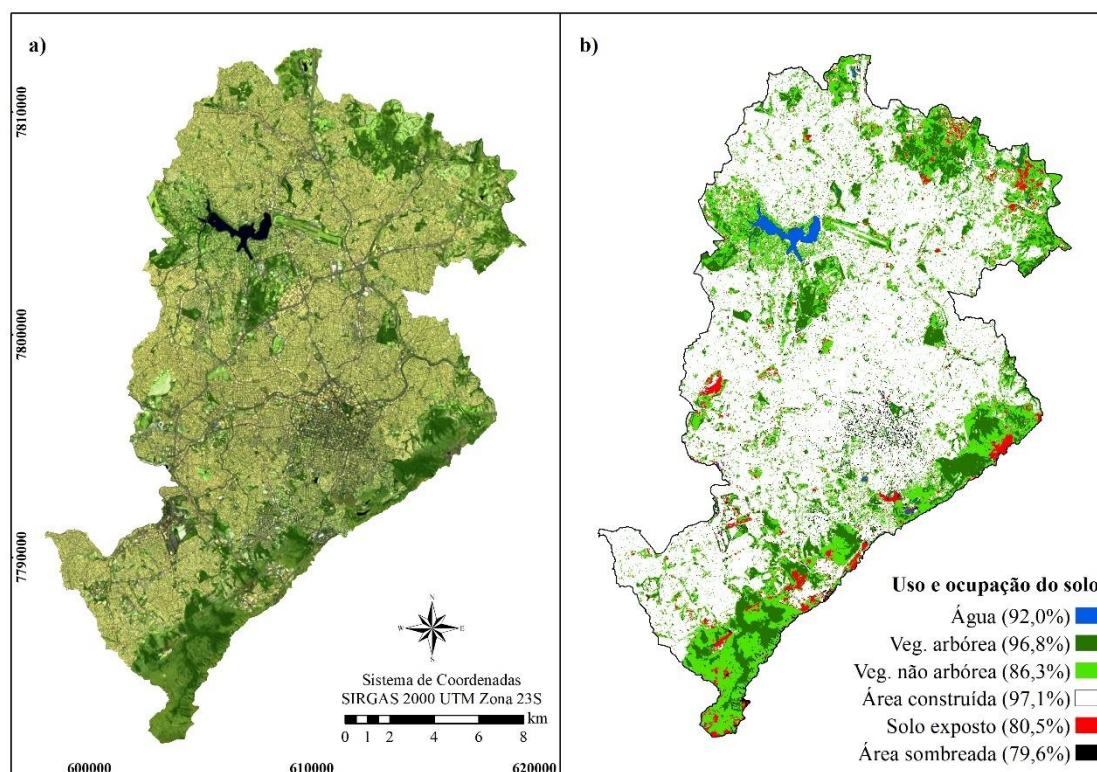 a)
b)
7810000
7800000
7790000
N
W E
S
Sistema de Coordenadas
SIRGAS 2000 UTM Zona 23S
km
0 1 2 4 6 8
600000
610000
620000
Uso e ocupação do solo
Água (92,0%)
Veg. arbórea (96,8%)
Veg. não arbórea (86,3%)
Área construída (97,1%)
Solo exposto (80,5%)
Área sombreada (79,6%)